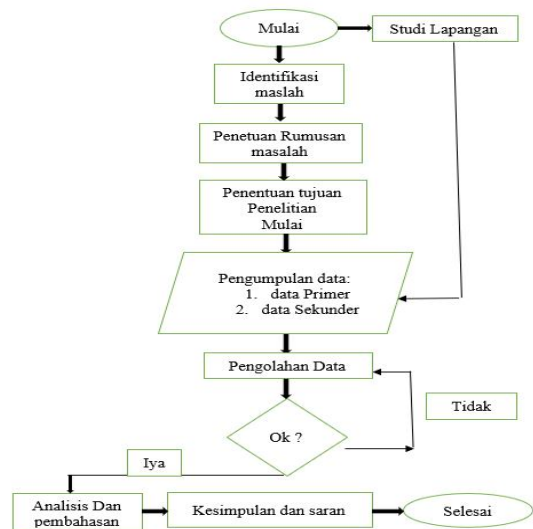 Mulai
Studi Lapangan
Identifikasi
maslah
Penetuan Rumusan
masalah
Penentuan tujuan
Penelitian
Mulai
Pengumpulan data:
1. data Primer
2. data Sekunder
Pengolahan Data
Tidak
Ok ?
Iya
Analisis Dan
pembahasan
Kesimpulan dan saran
Selesai